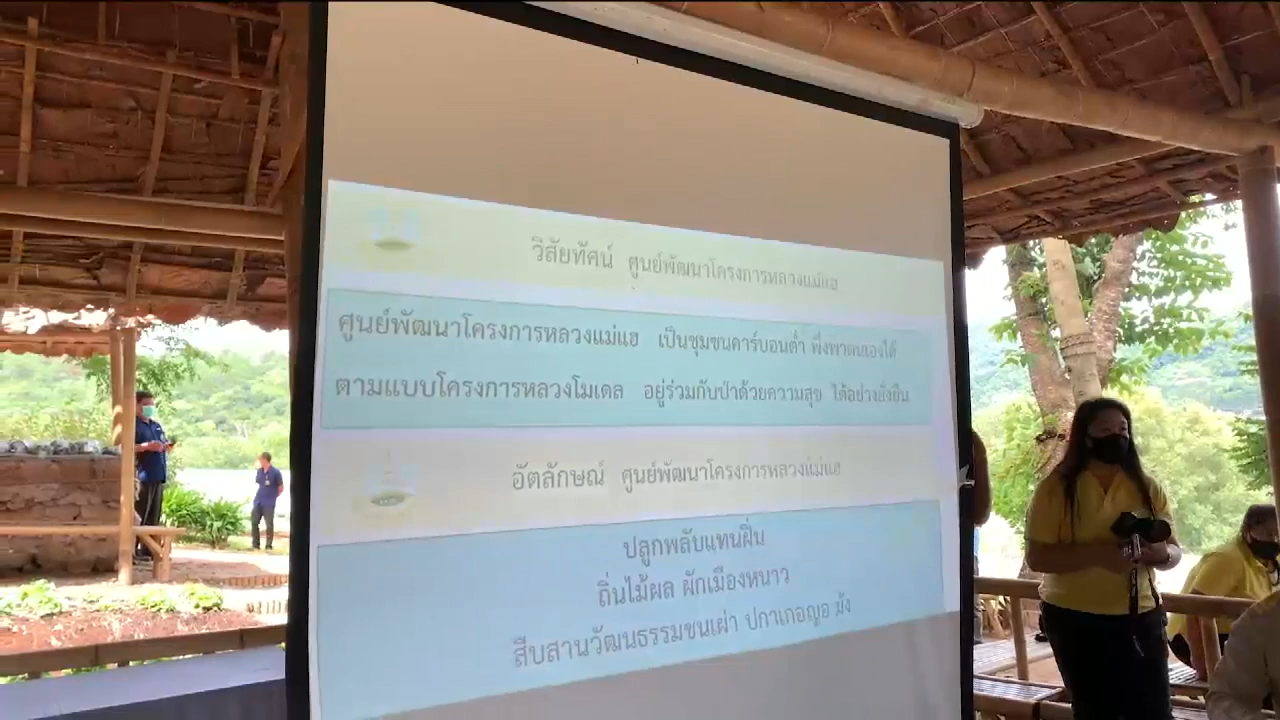 วิสัยทัศน์ ศูนย์พัฒนาโครงการหลวงแม่แฮ
ศูนย์พัฒนาโครงการหลวงแม่แฮ เป็นชุมชนคาร์บอนต่ำ พึ่งพาตนเองได้
ตามแบบโครงการหลวงโมเดล อยู่ร่วมกับป่าด้วยความสุข ได้อย่างยั่งยืน
อัตลักษณ์ ศูนย์พัฒนาโครงการหลวงแม่แฮ
ปลูกพลับแทนฝิ่น
ถิ่นไม้ผล ผักเมืองหนาว
สืบสานวัฒนธรรมชนเผ่า ปกาเกอญอ ม้ง